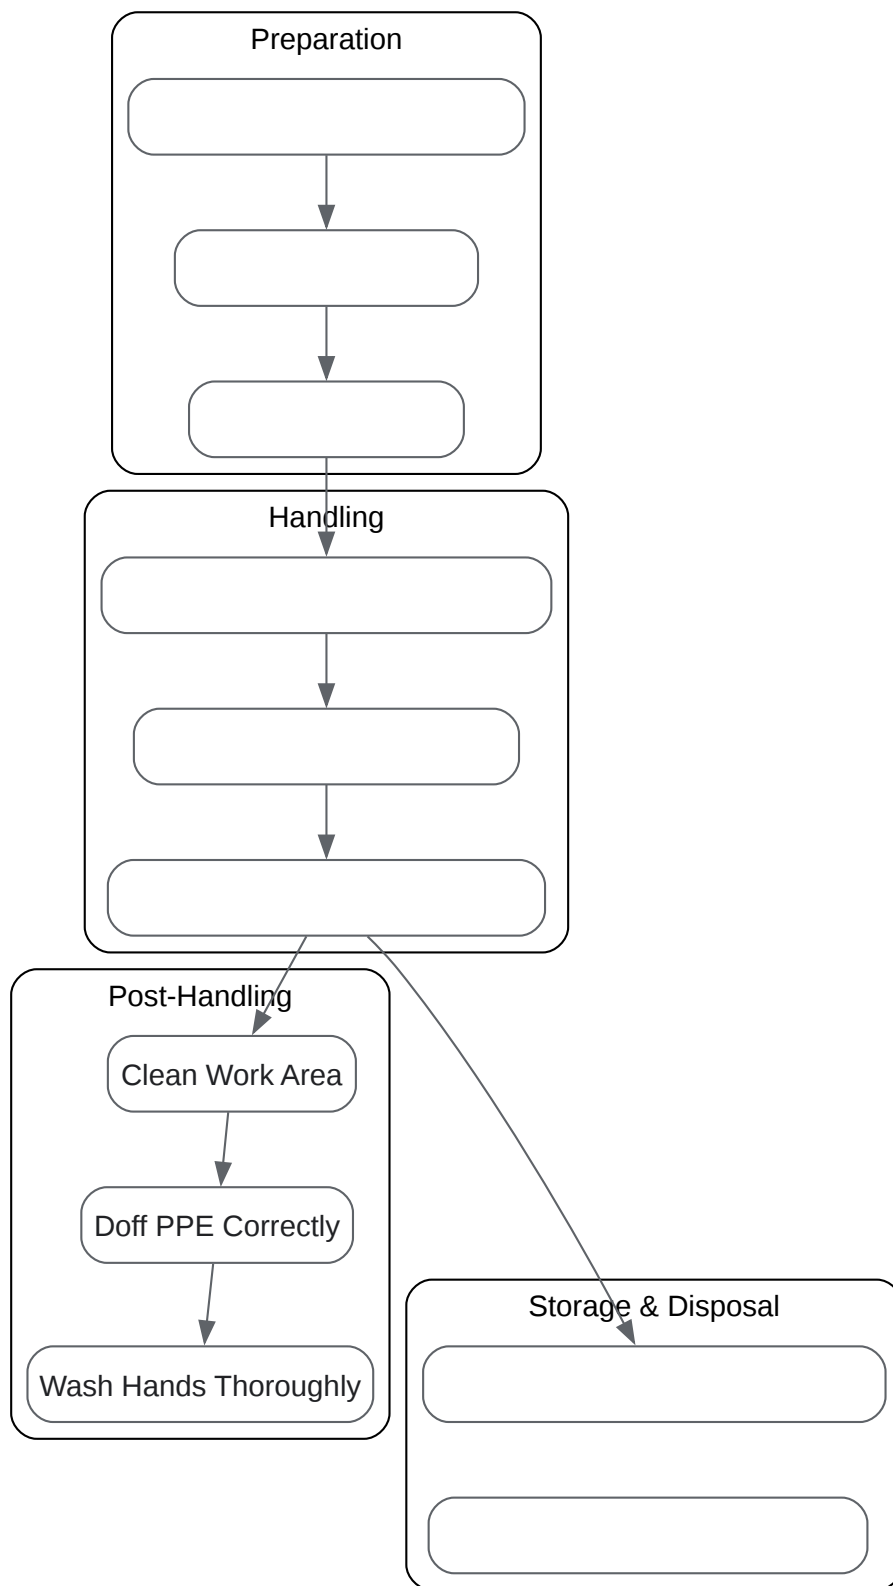 Preparation
Handling
Post-Handling
Clean Work Area
Doff PPE Correctly
Wash Hands Thoroughly
Storage & Disposal